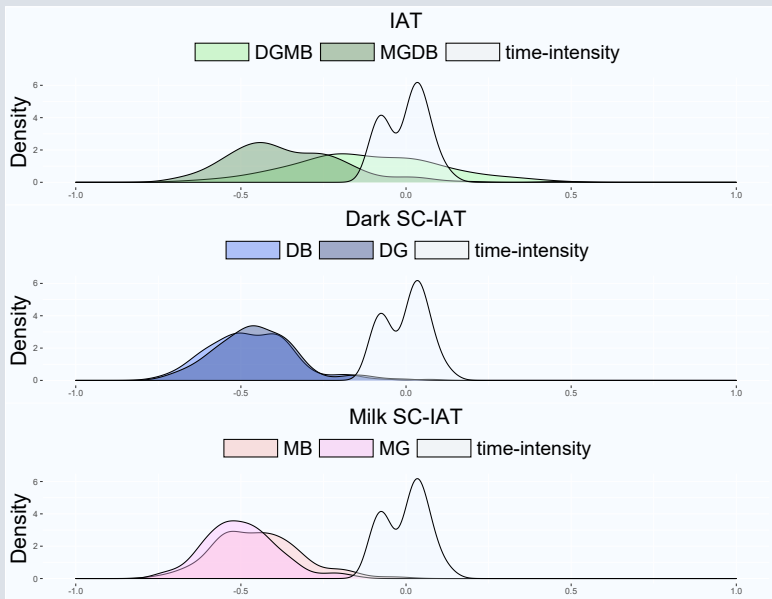 IAT
DGMB MGDB time-intensity
Density
6
4
2
0
-1.0 -0.5 0.0 0.5 1.0
Dark SC-IAT
DB DG time-intensity
Density
6
4
2
0
-1.0 -0.5 0.0 0.5 1.0
Milk SC-IAT
MB MG time-intensity
Density
6
4
2
0
-1.0 -0.5 0.0 0.5 1.0